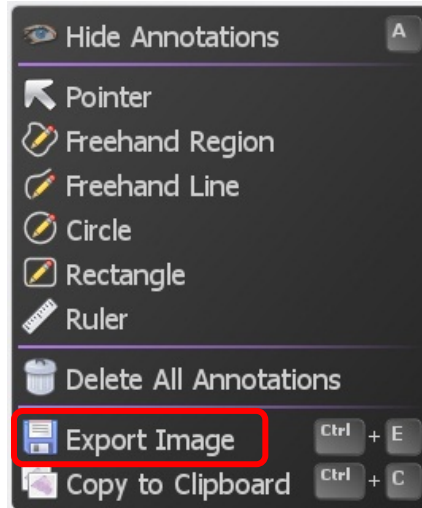 Hide Annotations A
Pointer
Freehand Region
Freehand Line
Circle
Rectangle
Ruler
Delete All Annotations
Export Image Ctrl + E
Copy to Clipboard Ctrl + C